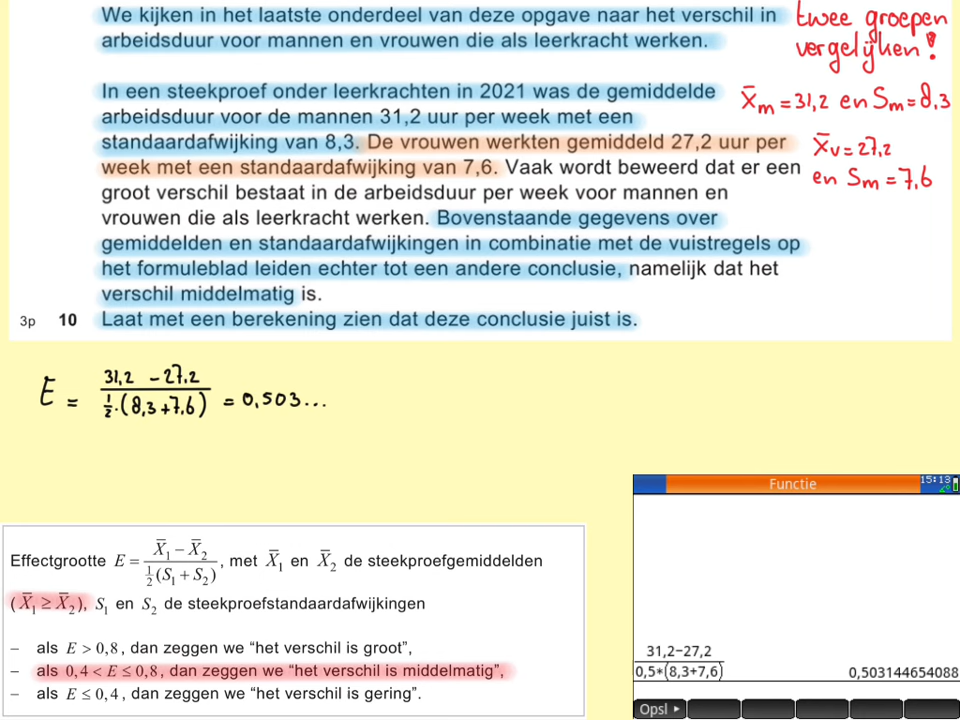 We kijken in het laatste onderdeel van deze opgave naar het verschil in
arbeidsduur voor mannen en vrouwen die als leerkracht werken.
twee groepen
vergelijken!
In een steekproef onder leerkrachten in 2021 was de gemiddelde
arbeidsduur voor de mannen 31,2 uur per week met een
standaardafwijking van 8,3. De vrouwen werkten gemiddeld 27,2 uur per
week met een standaardafwijking van 7,6. Vaak wordt beweerd dat er een
groot verschil bestaat in de arbeidsduur per week voor mannen en
vrouwen die als leerkracht werken. Bovenstaande gegevens over
gemiddelden en standaardafwijkingen in combinatie met de vuistregels op
het formuleblad leiden echter tot een andere conclusie, namelijk dat het
verschil middelmatig is.
3p 10 Laat met een berekening zien dat deze conclusie juist is.
X̄m = 31,2 en Sm = 8,3
X̄v = 27,2
en Sm = 7,6
E = (31,2 - 27,2) / (½·(8,3+7,6)) = 0,503...
Effectgrootte E = (X̄₁ − X̄₂) / (½(S₁ + S₂)), met X̄₁ en X̄₂ de steekproefgemiddelden
(X̄₁ ≥ X̄₂), S₁ en S₂ de steekproefstandaardafwijkingen
– als E > 0,8, dan zeggen we “het verschil is groot”,
– als 0,4 < E ≤ 0,8, dan zeggen we “het verschil is middelmatig”,
– als E ≤ 0,4, dan zeggen we “het verschil is gering”.
Functie 15:13
31,2−27,2
0,5*(8,3+7,6) 0,503144654088
Opsl ▸